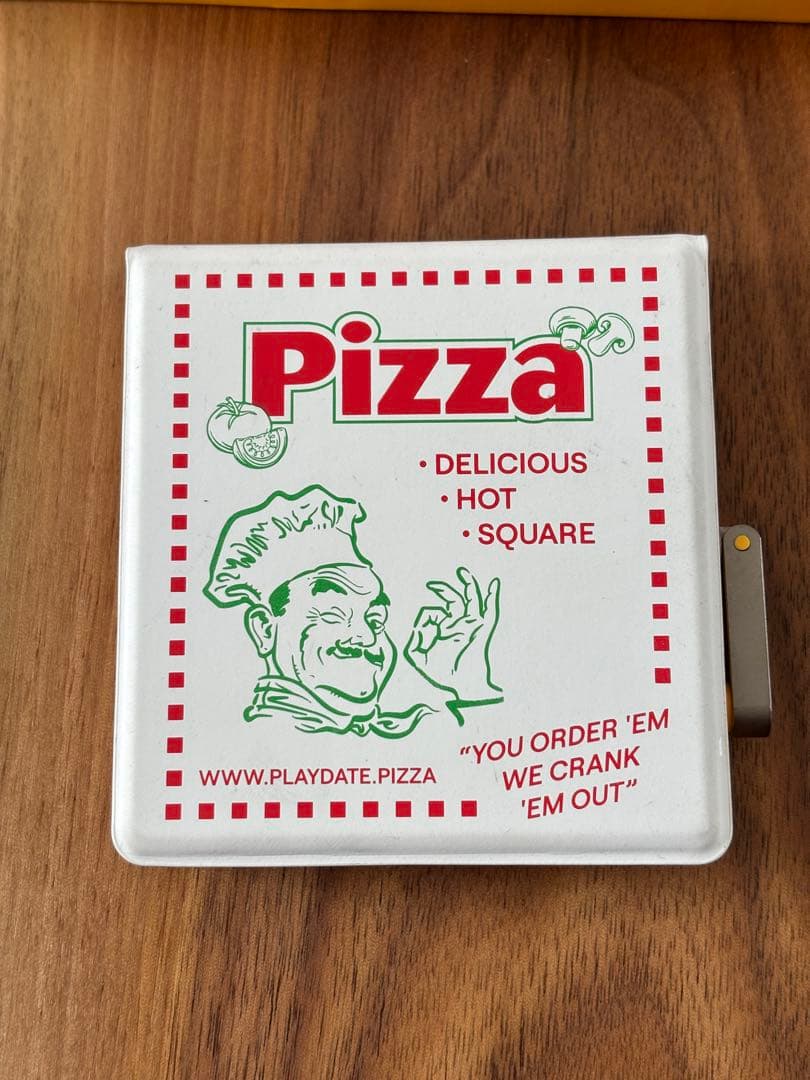 Pizza
• DELICIOUS
• HOT
• SQUARE
WWW.PLAYDATE.PIZZA
“YOU ORDER 'EM
WE CRANK
'EM OUT”